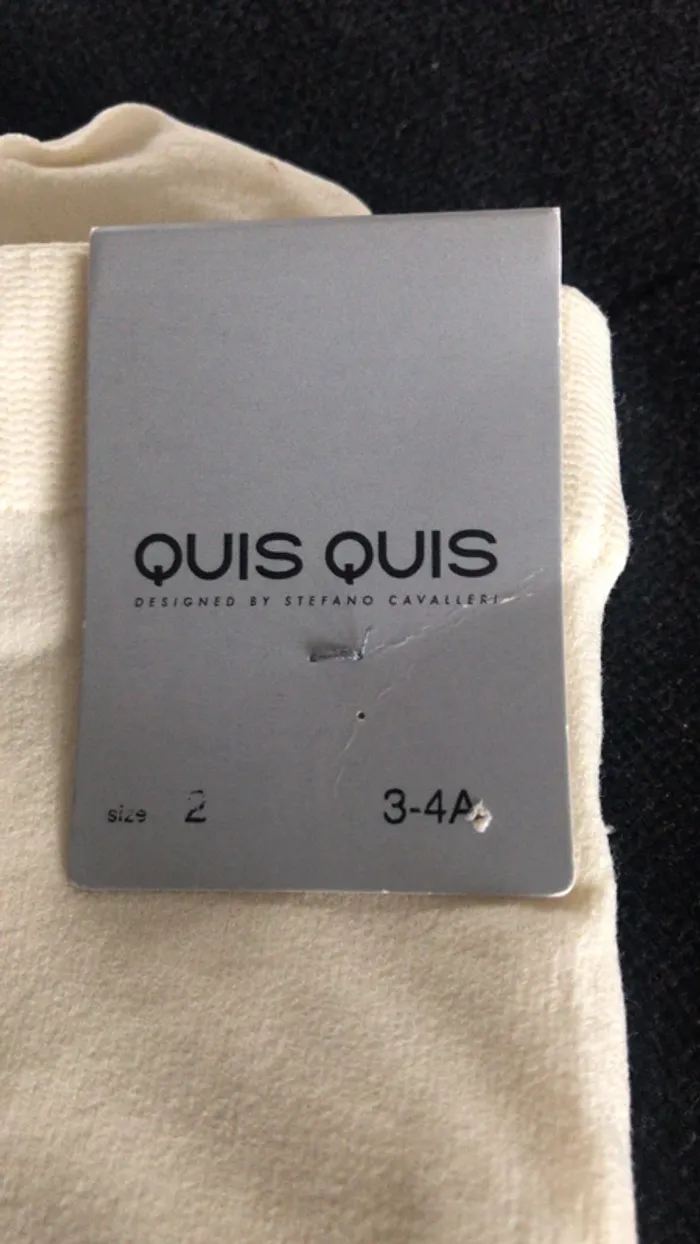 QUIS QUIS
DESIGNED BY STEFANO CAVALLERI
size 2 3-4A